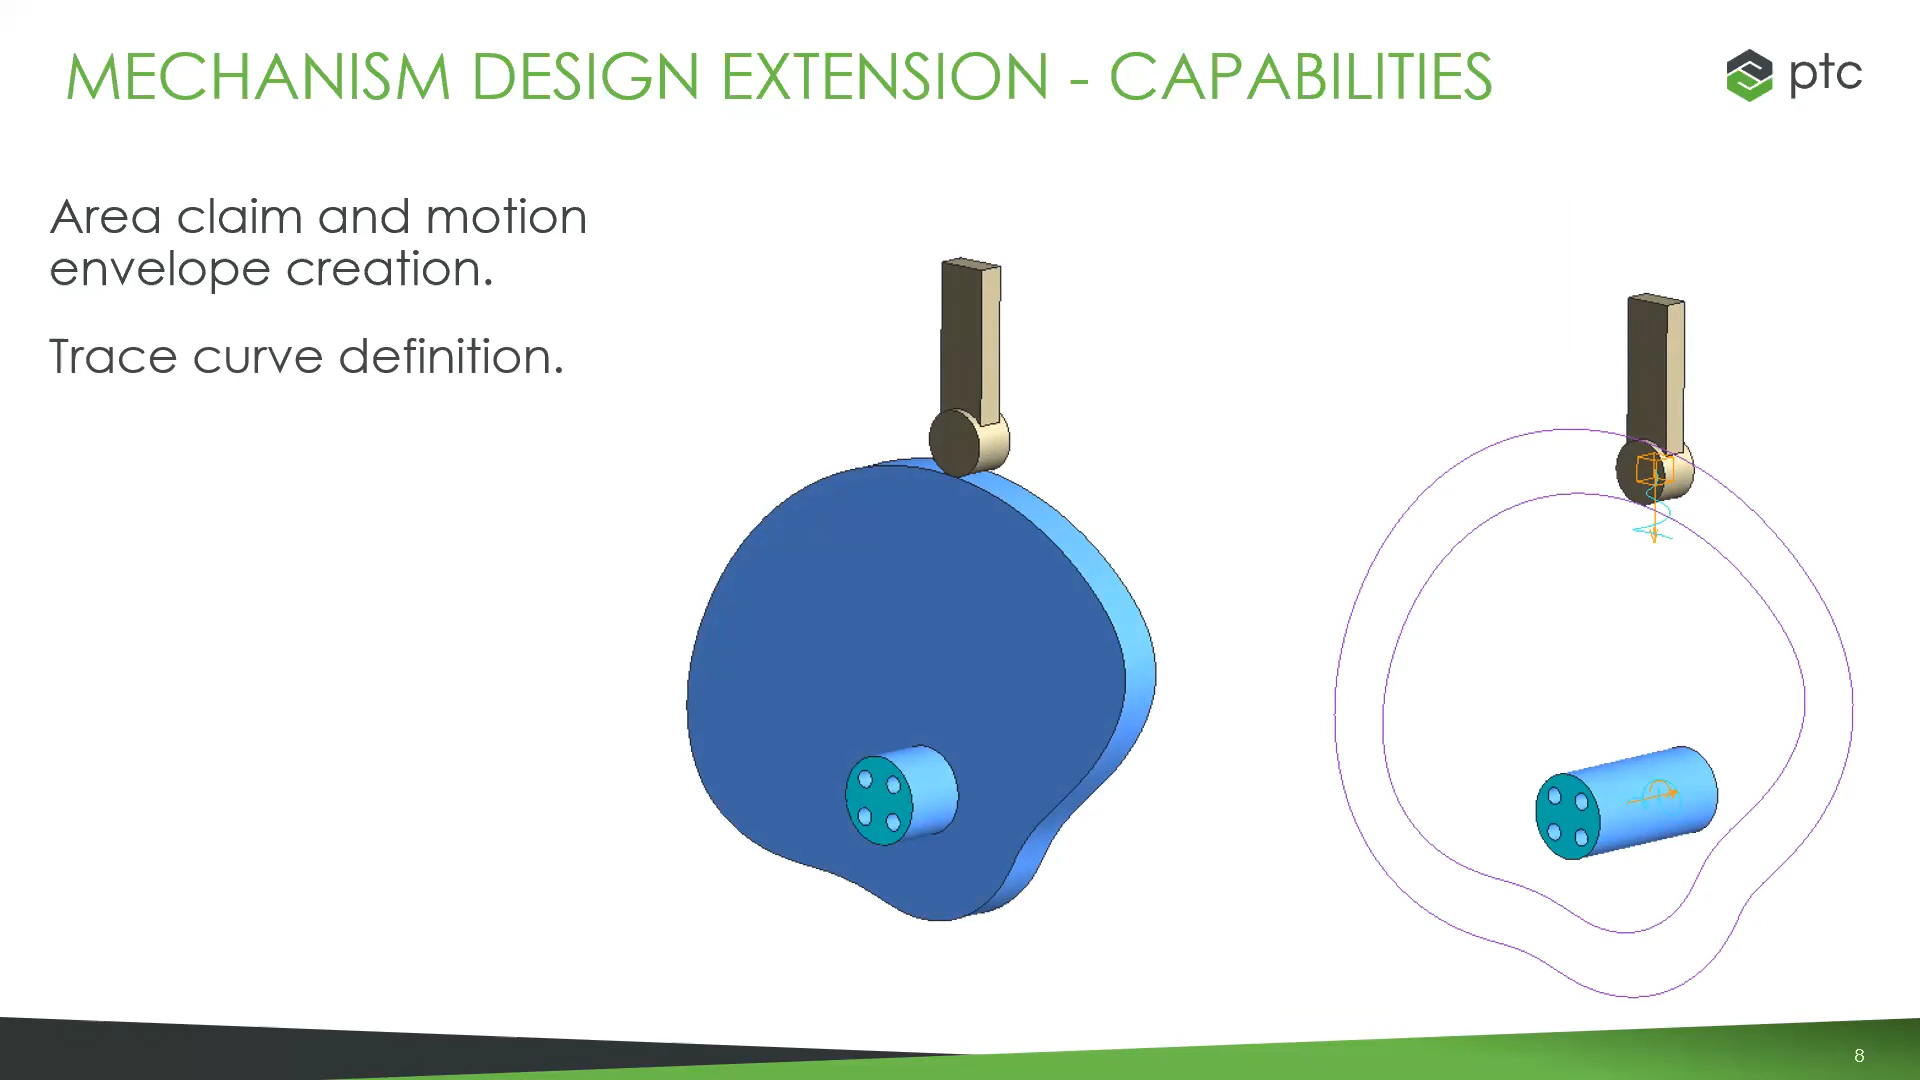 MECHANISM DESIGN EXTENSION - CAPABILITIES
ptc
Area claim and motion
envelope creation.
Trace curve definition.
8